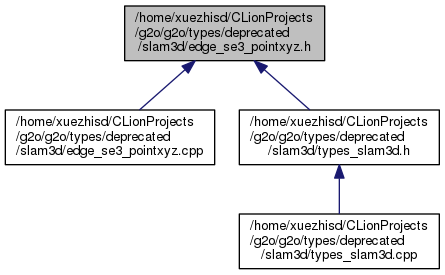 /home/xuezhisd/CLionProjects
/g2o/g2o/types/deprecated
/slam3d/edge_se3_pointxyz.h
/home/xuezhisd/CLionProjects
/g2o/g2o/types/deprecated
/slam3d/edge_se3_pointxyz.cpp
/home/xuezhisd/CLionProjects
/g2o/g2o/types/deprecated
/slam3d/types_slam3d.h
/home/xuezhisd/CLionProjects
/g2o/g2o/types/deprecated
/slam3d/types_slam3d.cpp